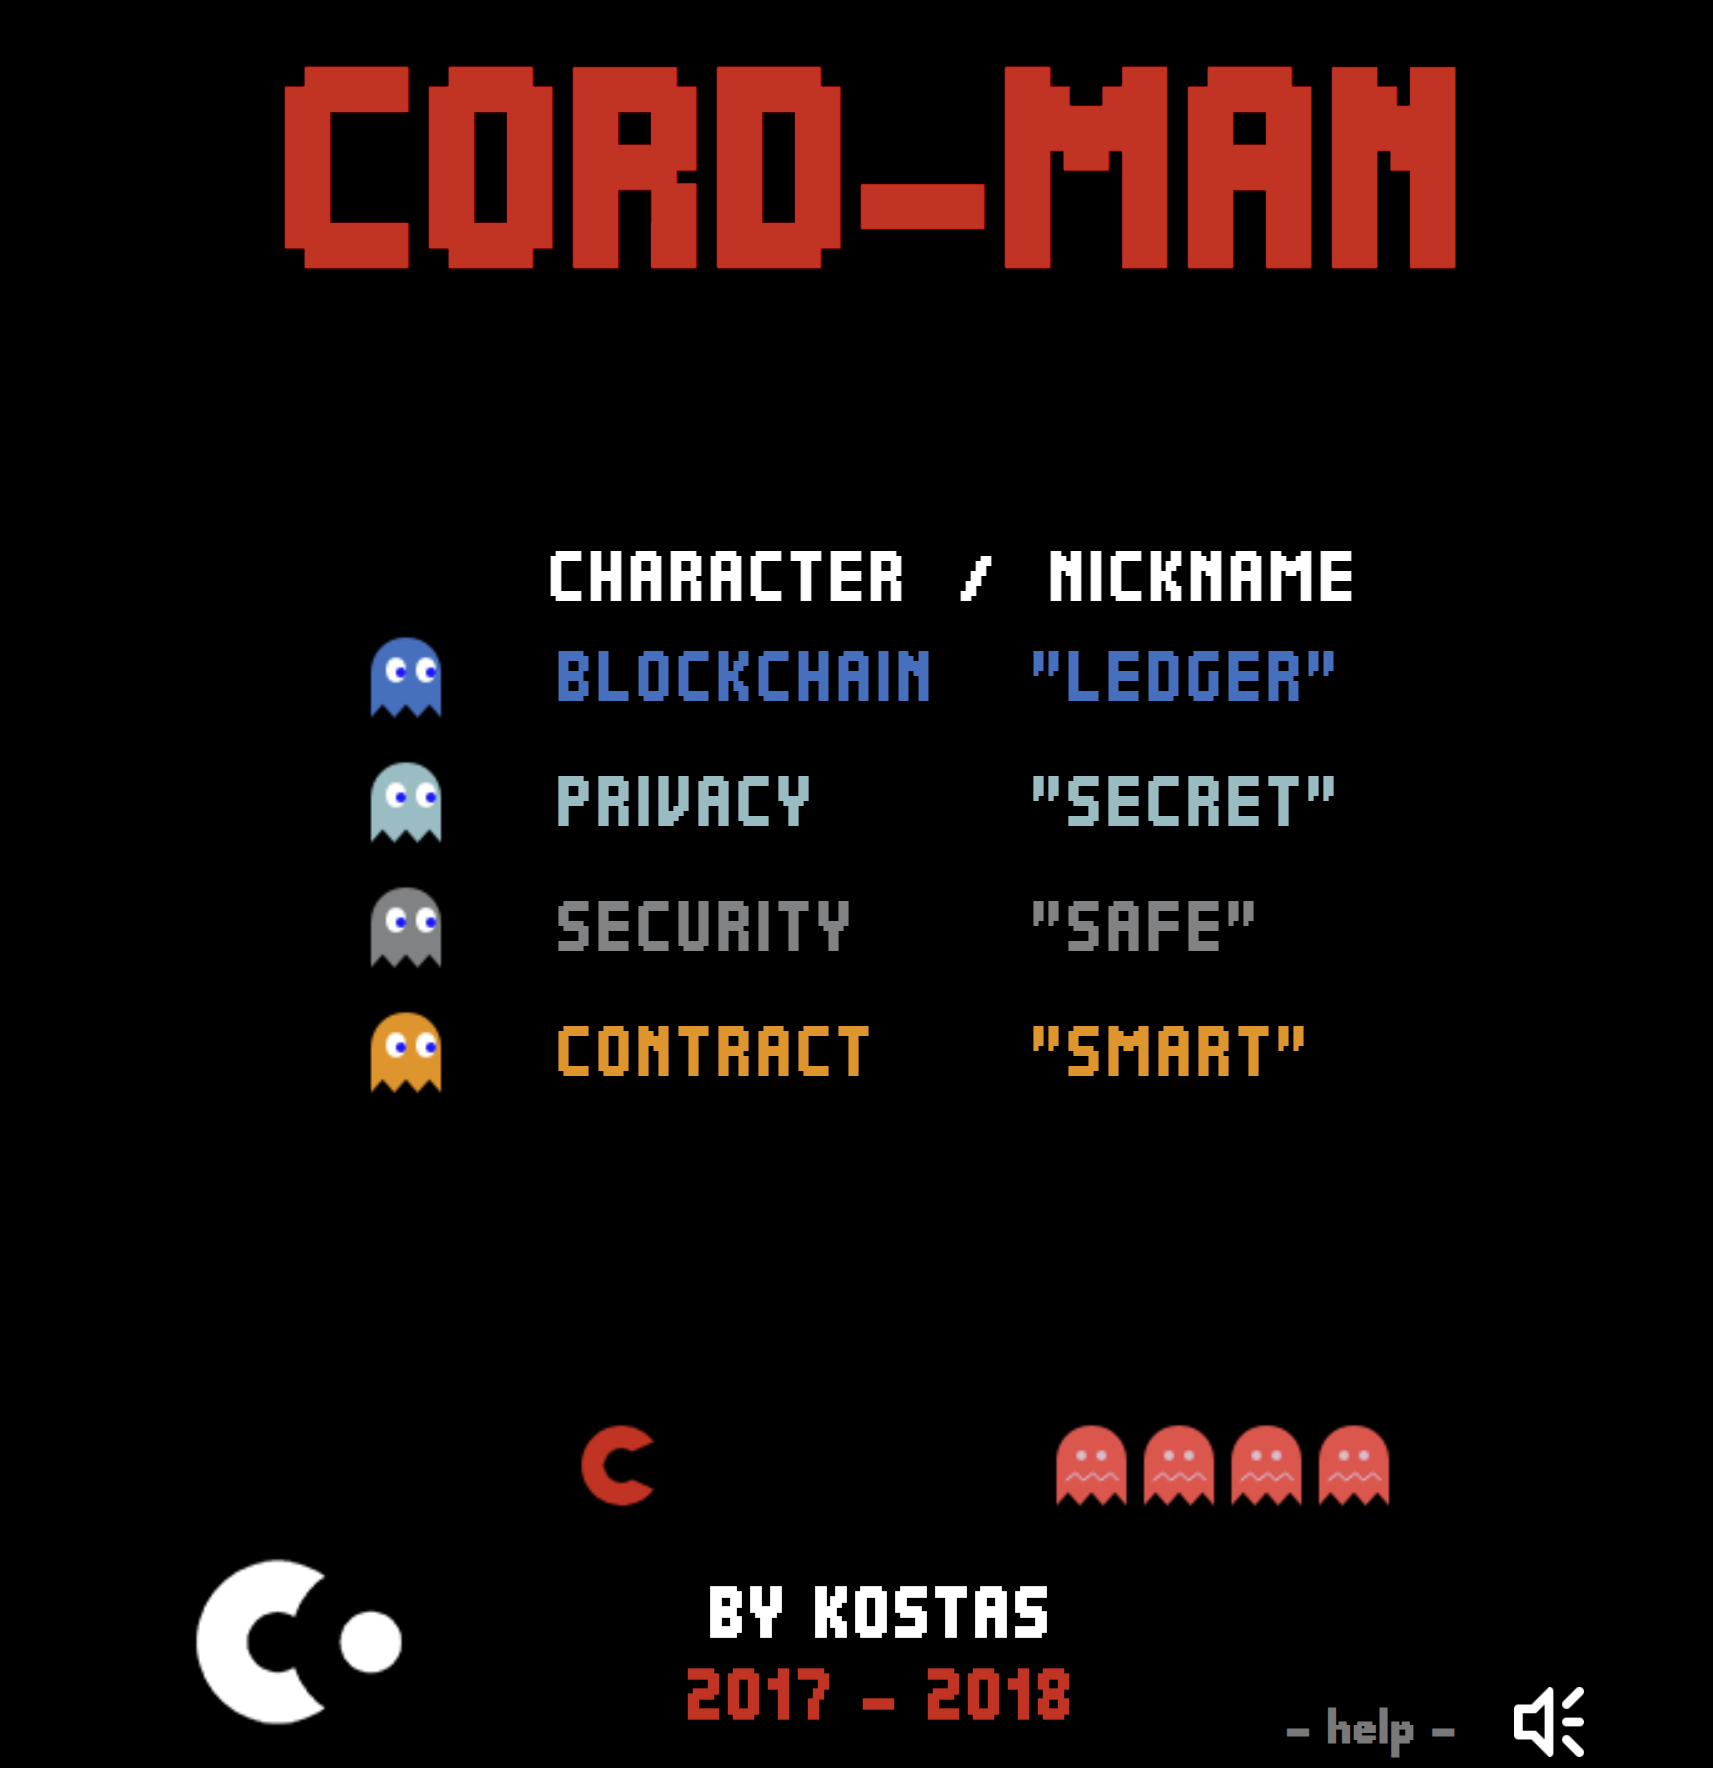 CORD-MAN
CHARACTER / NICKNAME
BLOCKCHAIN "LEDGER"
PRIVACY "SECRET"
SECURITY "SAFE"
CONTRACT "SMART"
BY KOSTAS
2017 - 2018
- help -